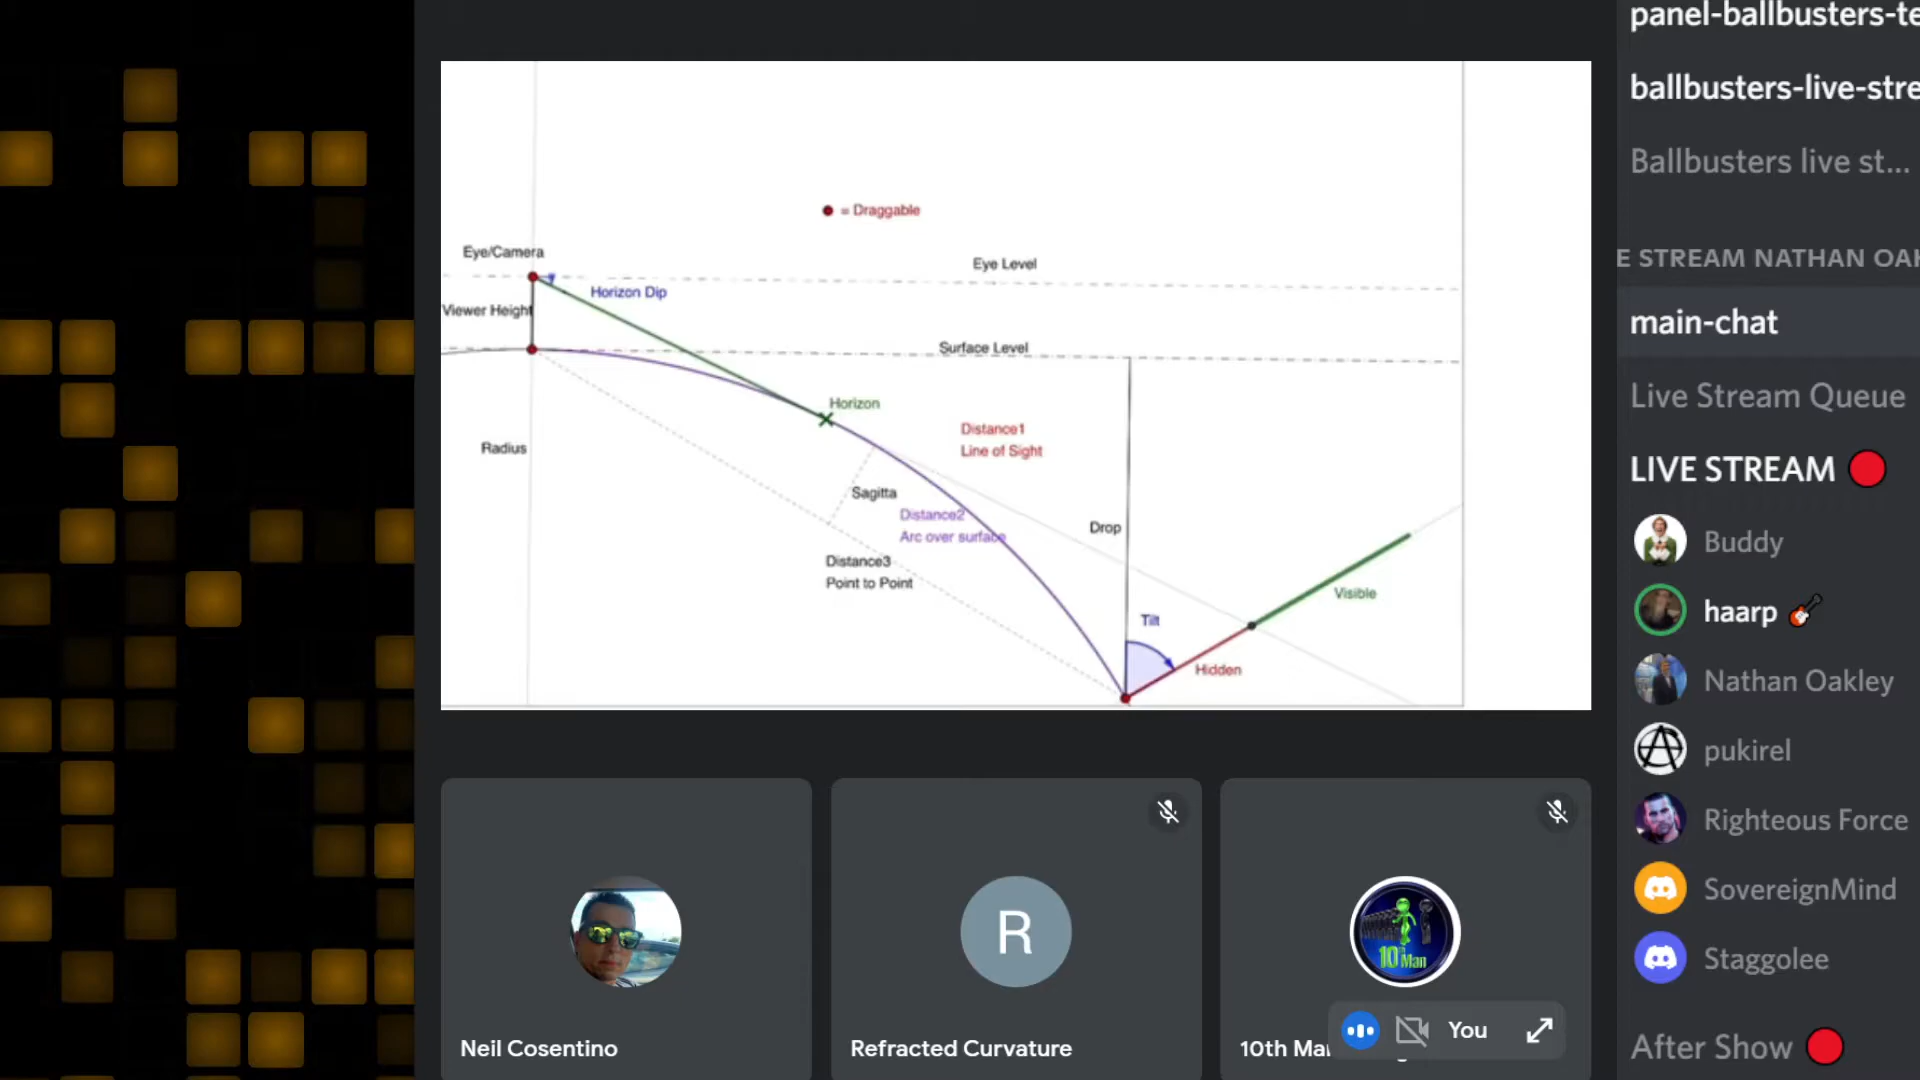 = Draggable
Eye/Camera
Eye Level
Horizon Dip
Viewer Height
Surface Level
Horizon
Distance1
Line of Sight
Radius
Sagitta
Distance2
Arc over surface
Drop
Distance3
Point to Point
Visible
Tilt
Hidden
Neil Cosentino
R
Refracted Curvature
10 Man
10th Ma
You
panel-ballbusters-te
ballbusters-live-stre
Ballbusters live st...
E STREAM NATHAN OAK
main-chat
Live Stream Queue
LIVE STREAM
Buddy
haarp
Nathan Oakley
pukirel
Righteous Force
SovereignMind
Staggolee
After Show